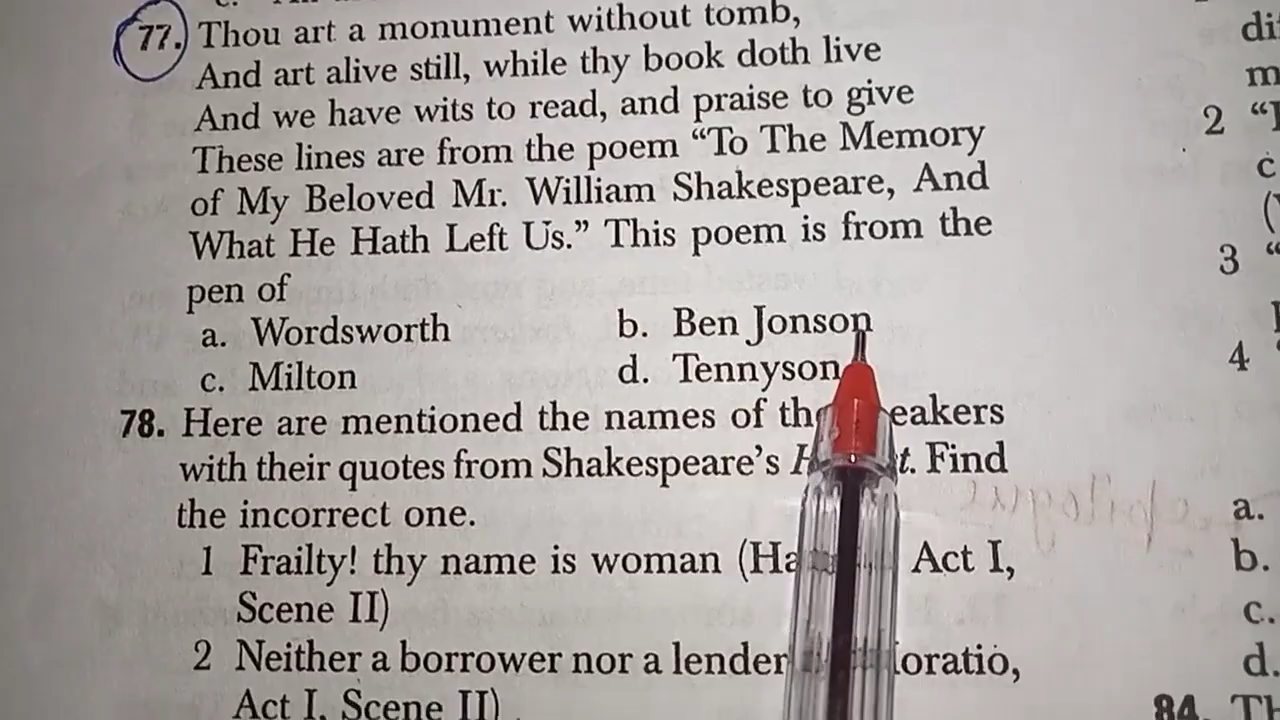 77. Thou art a monument without tomb,
And art alive still, while thy book doth live
And we have wits to read, and praise to give
These lines are from the poem “To The Memory
of My Beloved Mr. William Shakespeare, And
What He Hath Left Us.” This poem is from the
pen of
a. Wordsworth b. Ben Jonson
c. Milton d. Tennyson
78. Here are mentioned the names of
with their quotes from Shakespeare’s Find
the incorrect one.
1 Frailty! thy name is woman Act I,
Scene II)
2 Neither a borrower nor a lender
Act I, Scene II)
2
3
4
a.
b.
c.
d.
84.